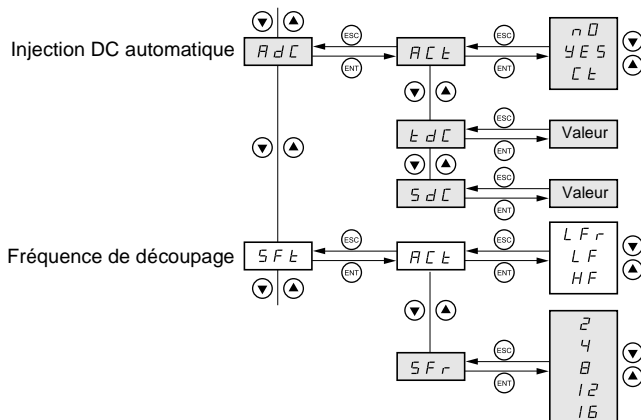 Injection DC automatique
AdC
ESC
ENT
ACt
ESC
ENT
nO
YES
Ct
tdC
ESC
ENT
Valeur
SdC
ESC
ENT
Valeur
Fréquence de découpage
SFt
ESC
ENT
ACt
ESC
ENT
LFr
LF
HF
SFr
ESC
ENT
2
4
8
12
16